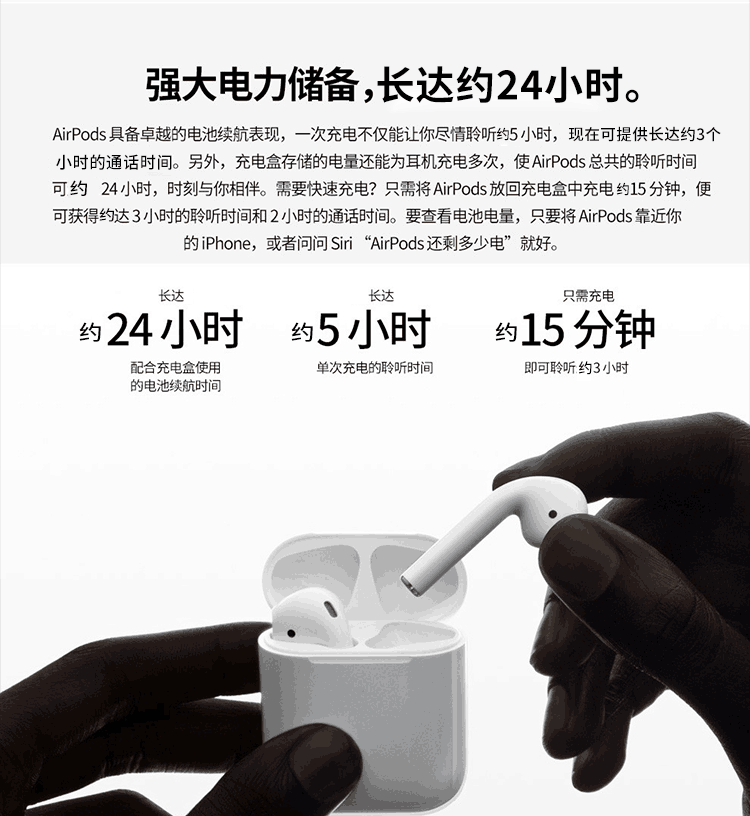 强大电力储备，长达约24小时。
AirPods 具备卓越的电池续航表现，一次充电不仅能让你尽情聆听约5 小时，现在可提供长达约3个
小时的通话时间。另外，充电盒存储的电量还能为耳机充电多次，使 AirPods 总共的聆听时间
可 约 24 小时，时刻与你相伴。需要快速充电？只需将 AirPods 放回充电盒中充电 约15 分钟，便
可获得约达 3 小时的聆听时间和 2 小时的通话时间。要查看电池电量，只要将 AirPods 靠近你
的 iPhone，或者问问 Siri “AirPods 还剩多少电”就好。
长达
约24 小时
配合充电盒使用
的电池续航时间
长达
约5 小时
单次充电的聆听时间
只需充电
约15 分钟
即可聆听 约3 小时